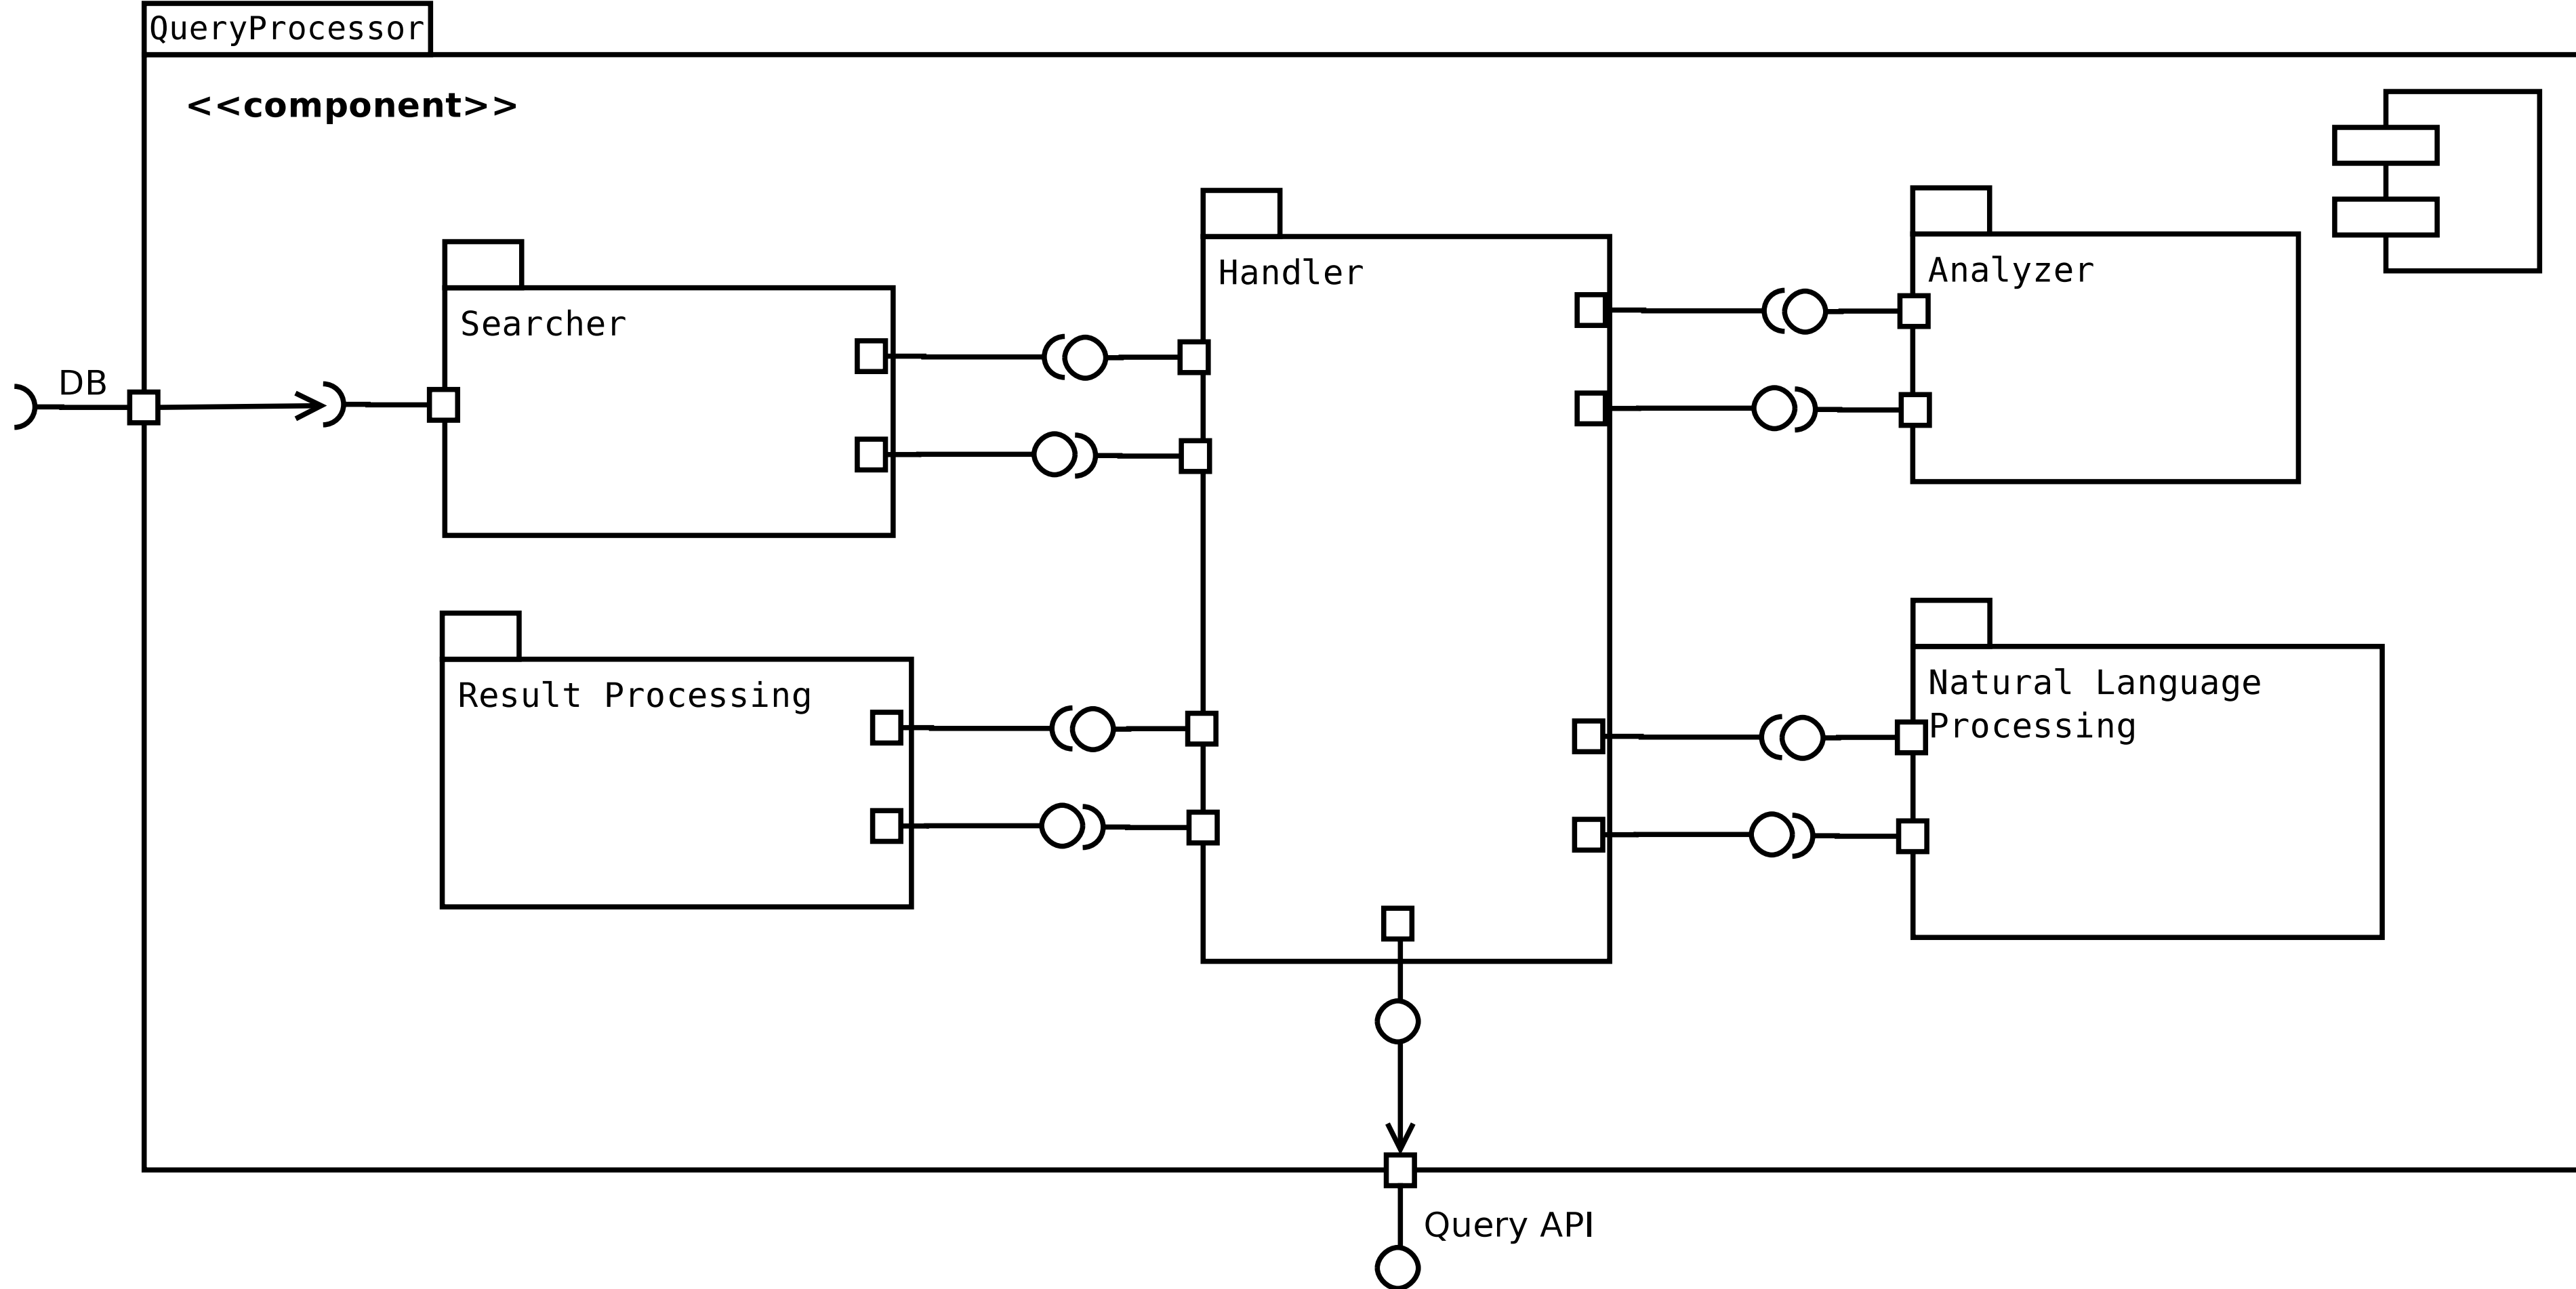 QueryProcessor
<<component>>
Handler
Analyzer
Searcher
DB
Result Processing
Natural Language
Processing
Query API